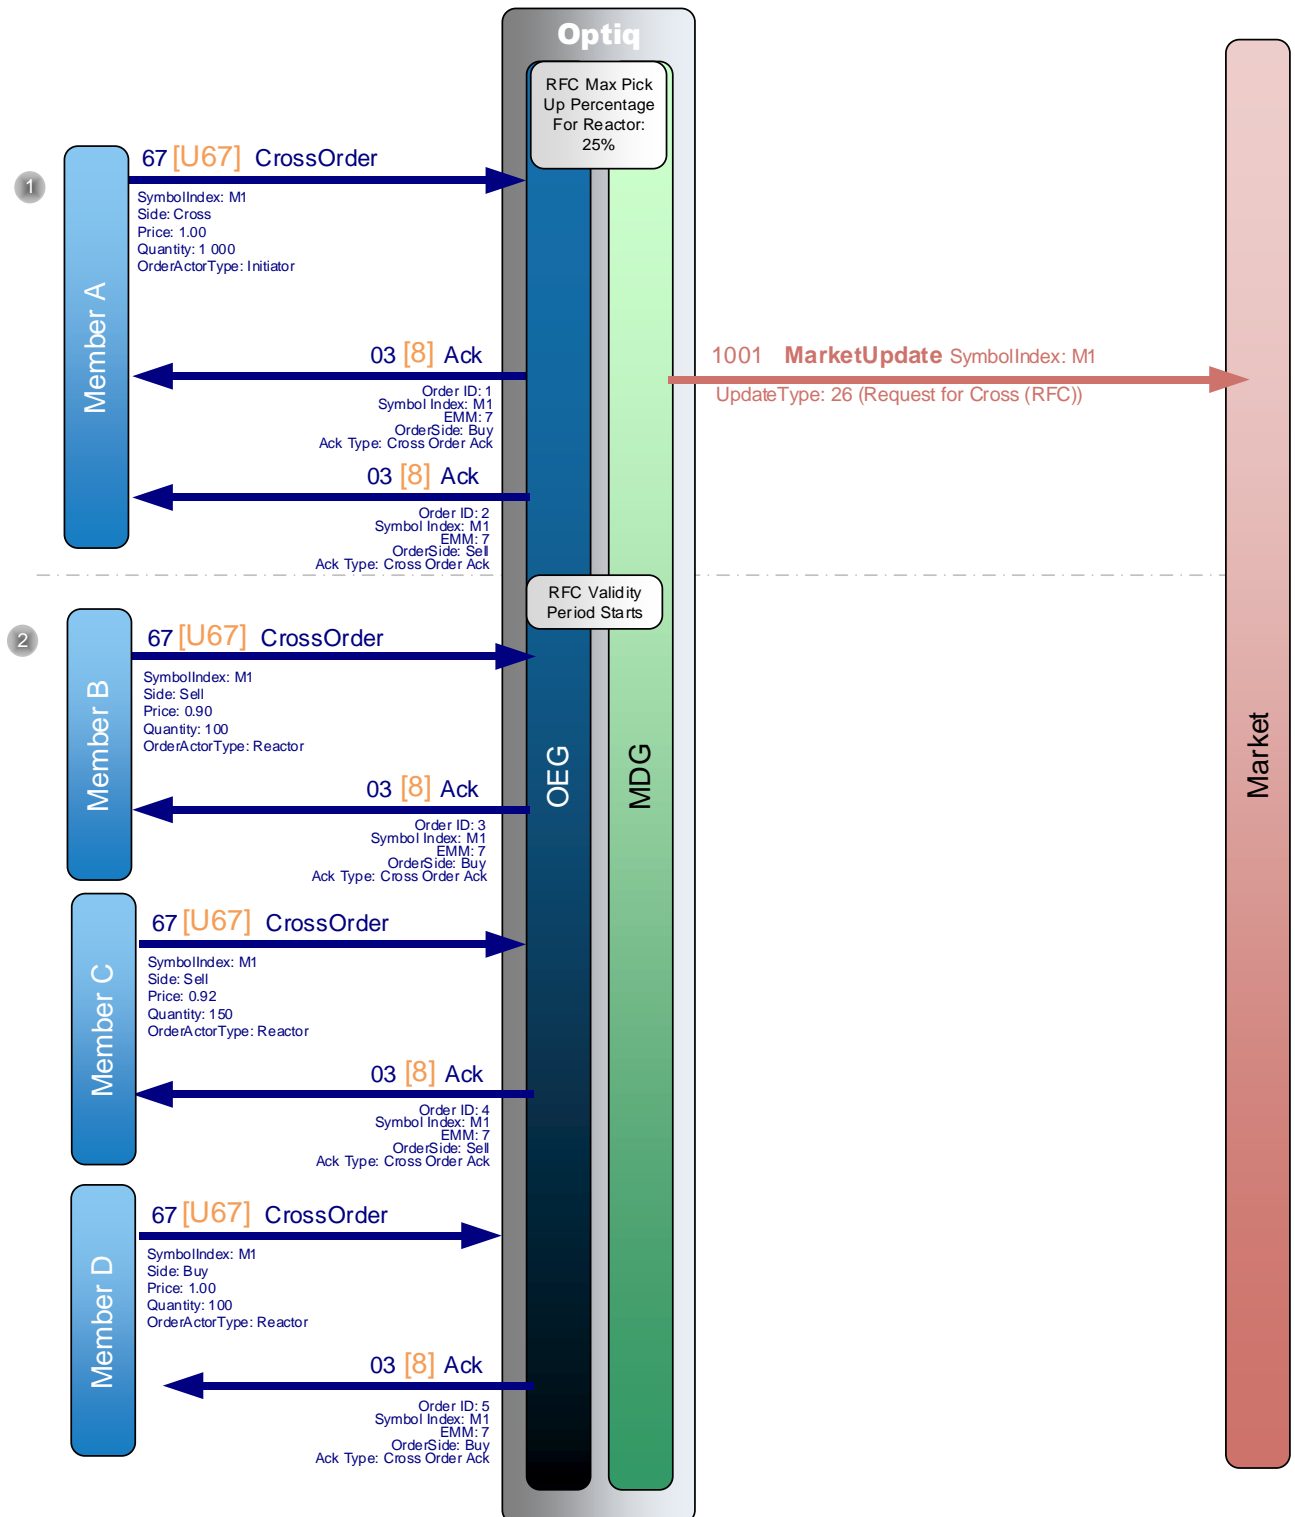 Optiq
RFC Max Pick
Up Percentage
For Reactor:
25%
1
Member A
67 [U67] CrossOrder
SymbolIndex: M1
Side: Cross
Price: 1.00
Quantity: 1 000
OrderActorType: Initiator
03 [8] Ack
Order ID: 1
Symbol Index: M1
EMM: 7
OrderSide: Buy
Ack Type: Cross Order Ack
1001 MarketUpdate SymbolIndex: M1
UpdateType: 26 (Request for Cross (RFC))
03 [8] Ack
Order ID: 2
Symbol Index: M1
EMM: 7
OrderSide: Sell
Ack Type: Cross Order Ack
RFC Validity
Period Starts
2
Member B
67 [U67] CrossOrder
SymbolIndex: M1
Side: Sell
Price: 0.90
Quantity: 100
OrderActorType: Reactor
OEG
MDG
Market
03 [8] Ack
Order ID: 3
Symbol Index: M1
EMM: 7
OrderSide: Buy
Ack Type: Cross Order Ack
Member C
67 [U67] CrossOrder
SymbolIndex: M1
Side: Sell
Price: 0.92
Quantity: 150
OrderActorType: Reactor
03 [8] Ack
Order ID: 4
Symbol Index: M1
EMM: 7
OrderSide: Sell
Ack Type: Cross Order Ack
Member D
67 [U67] CrossOrder
SymbolIndex: M1
Side: Buy
Price: 1.00
Quantity: 100
OrderActorType: Reactor
03 [8] Ack
Order ID: 5
Symbol Index: M1
EMM: 7
OrderSide: Buy
Ack Type: Cross Order Ack